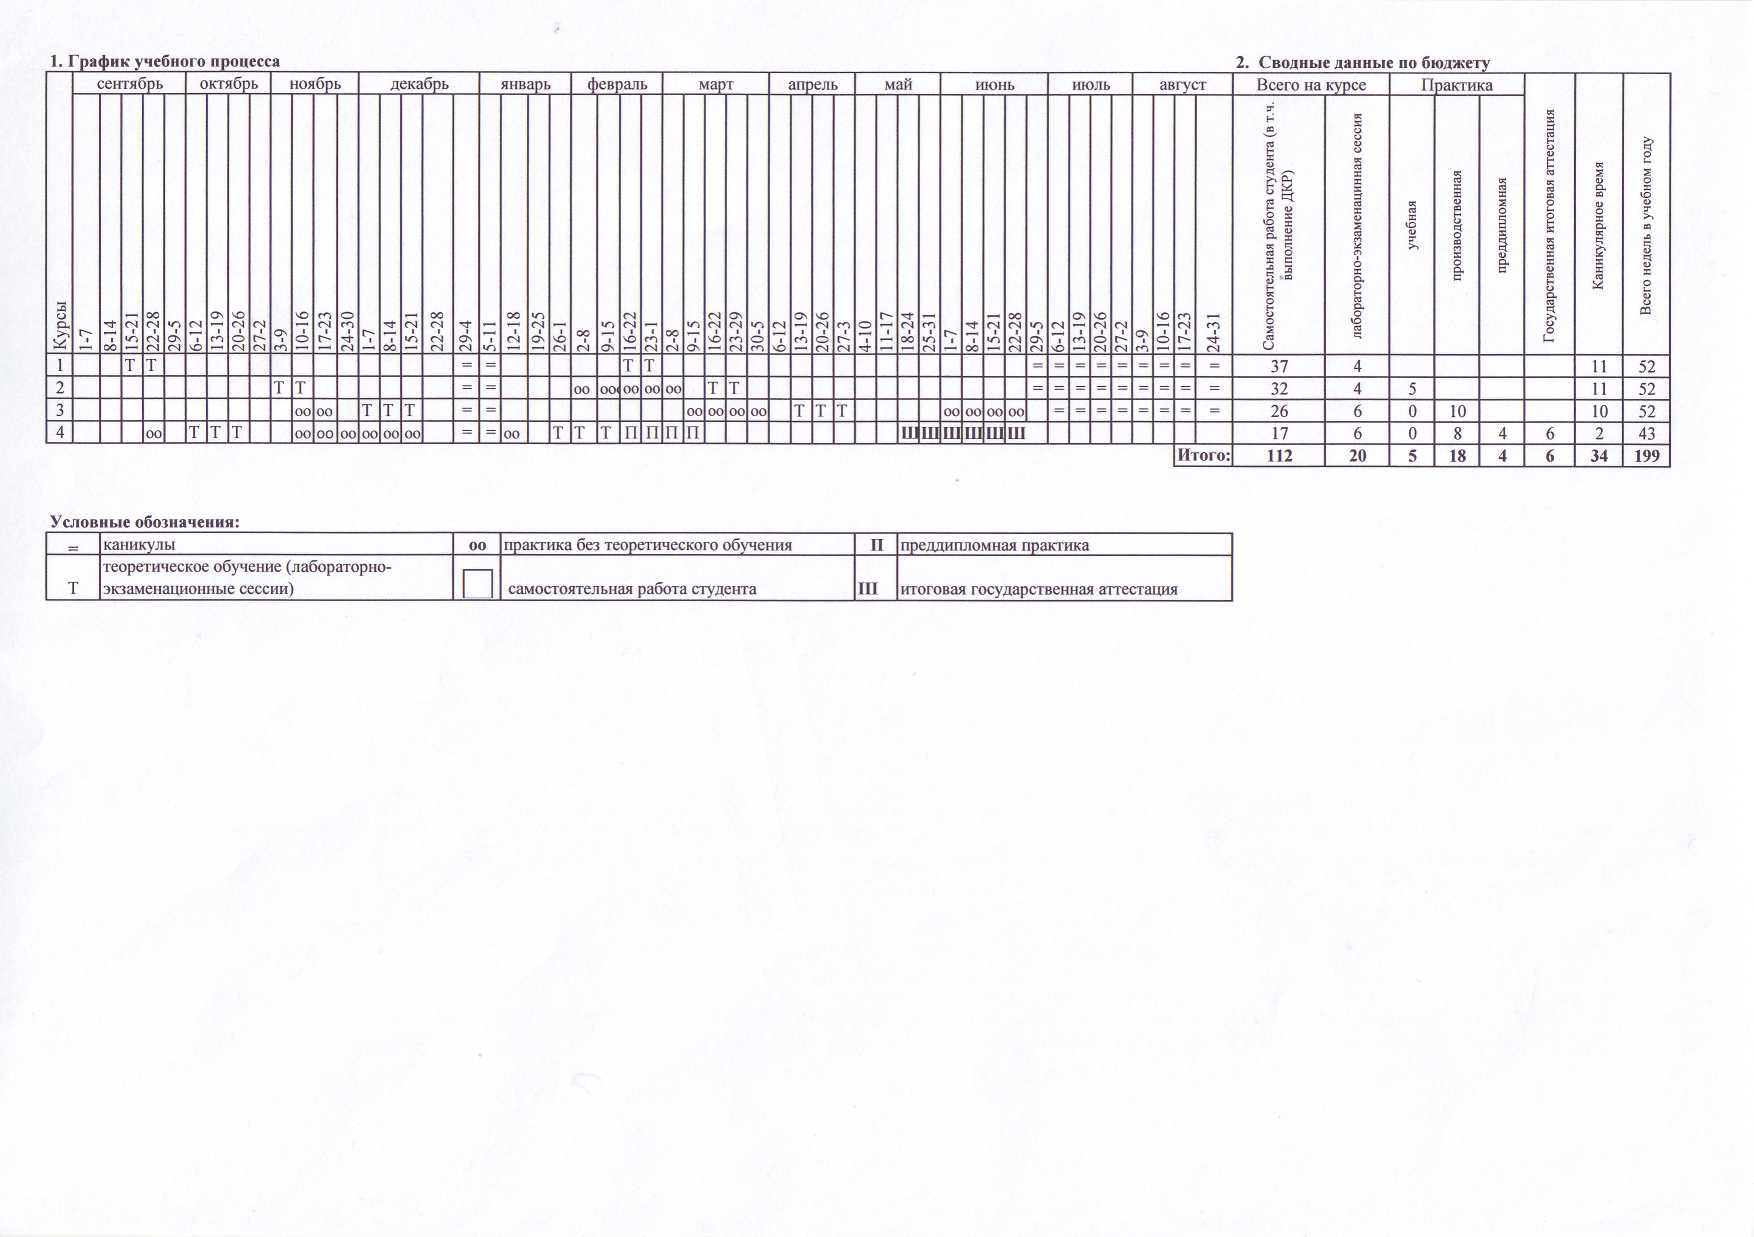 1. График учебного процесса
2. Сводные данные по бюджету
Курсы сентябрь октябрь ноябрь декабрь январь февраль март апрель май июнь июль август Всего на курсе Практика Государственная итоговая аттестация Каникулярное время Всего недель в учебном году
1-7 8-14 15-21 22-28 29-5 6-12 13-19 20-26 27-2 3-9 10-16 17-23 24-30 1-7 8-14 15-21 22-28 29-4 5-11 12-18 19-25 26-1 2-8 9-15 16-22 23-1 2-8 9-15 16-22 23-29 30-5 6-12 13-19 20-26 27-3 4-10 11-17 18-24 25-31 1-7 8-14 15-21 22-28 29-5 6-12 13-19 20-26 27-2 3-9 10-16 17-23 24-31 Самостоятельная работа студента (в т.ч. выполнение ДКР) лабораторно-экзаменацинная сессия учебная производственная преддипломная
1 Т Т = = Т Т = = = = = = = = = 37 4 11 52
2 Т Т = = оо оо оо оо оо Т Т = = = = = = = = = 32 4 5 11 52
3 оо оо Т Т Т = = оо оо оо оо Т Т Т оо оо оо оо = = = = = = = = 26 6 0 10 10 52
4 оо Т Т Т оо оо оо оо оо оо = = оо Т Т Т П П П П Ш Ш Ш Ш Ш Ш 17 6 0 8 4 6 2 43
Итого: 112 20 5 18 4 6 34 199
Условные обозначения:
= каникулы оо практика без теоретического обучения П преддипломная практика
Т теоретическое обучение (лабораторно-
экзаменационные сессии) самостоятельная работа студента Ш итоговая государственная аттестация